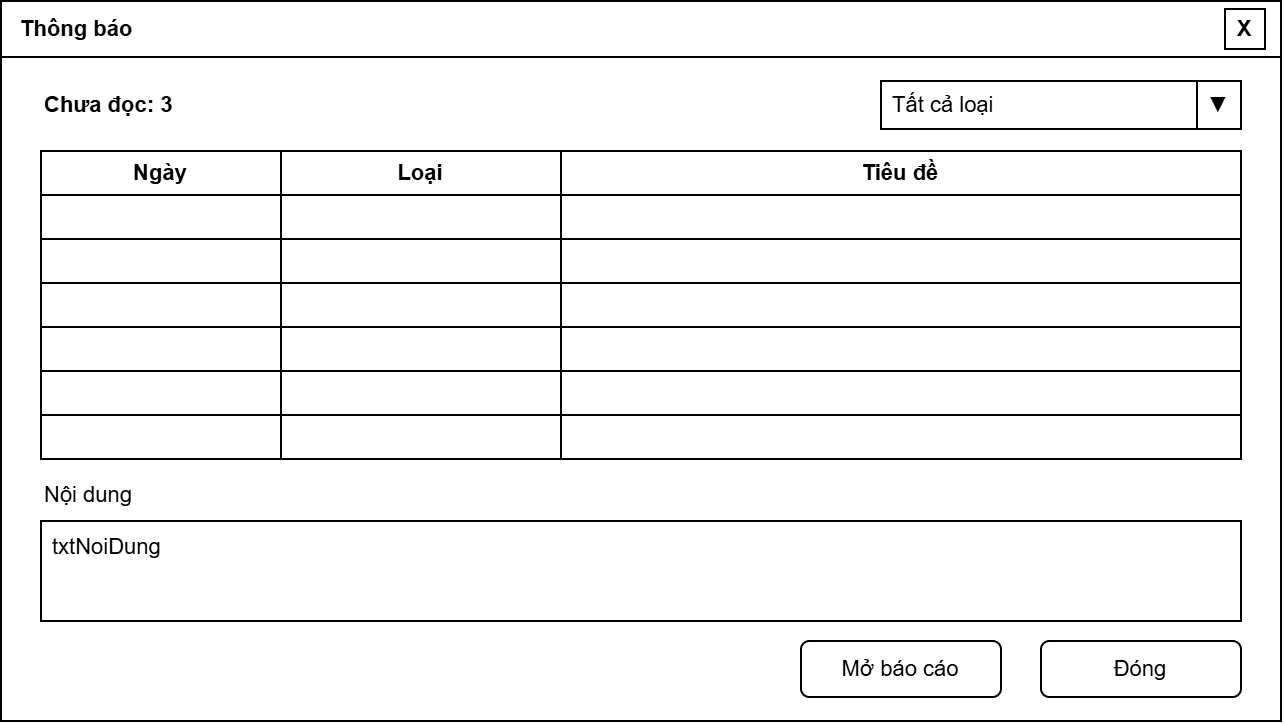 Thông báo X
Chưa đọc: 3 Tất cả loại ▼
Ngày Loại Tiêu đề
Nội dung
txtNoiDung
Mở báo cáo Đóng